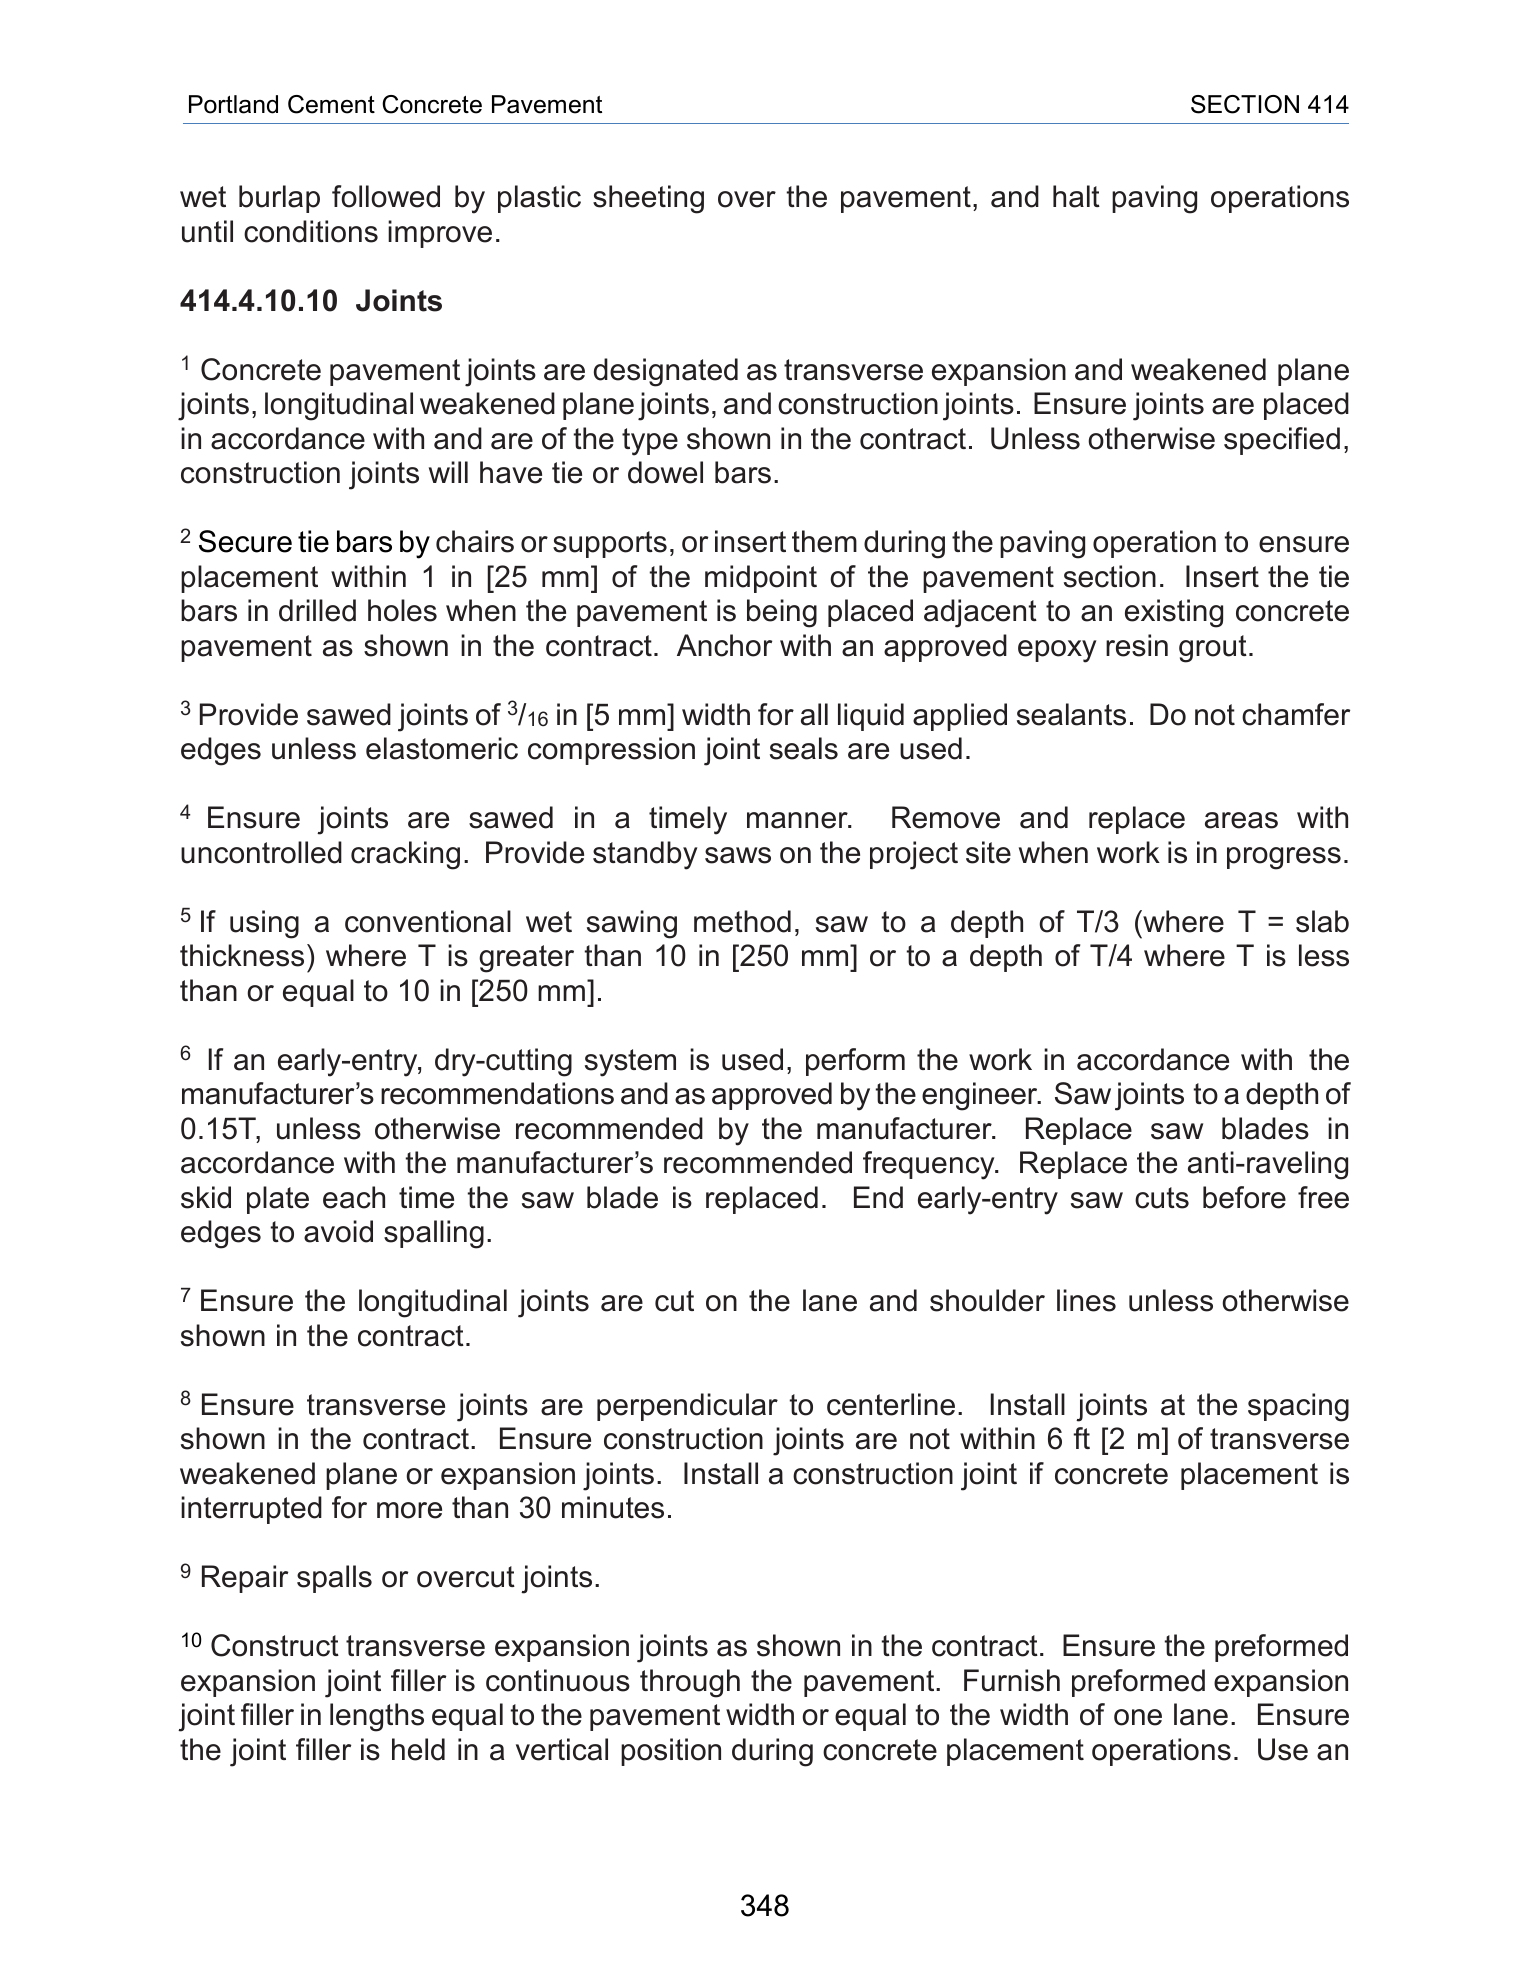 Portland Cement Concrete Pavement SECTION 414
wet burlap followed by plastic sheeting over the pavement, and halt paving operations
until conditions improve.
414.4.10.10 Joints
1 Concrete pavement joints are designated as transverse expansion and weakened plane
joints, longitudinal weakened plane joints, and construction joints. Ensure joints are placed
in accordance with and are of the type shown in the contract. Unless otherwise specified,
construction joints will have tie or dowel bars.
2 Secure tie bars by chairs or supports, or insert them during the paving operation to ensure
placement within 1 in [25 mm] of the midpoint of the pavement section. Insert the tie
bars in drilled holes when the pavement is being placed adjacent to an existing concrete
pavement as shown in the contract. Anchor with an approved epoxy resin grout.
3 Provide sawed joints of 3/16 in [5 mm] width for all liquid applied sealants. Do not chamfer
edges unless elastomeric compression joint seals are used.
4 Ensure joints are sawed in a timely manner. Remove and replace areas with
uncontrolled cracking. Provide standby saws on the project site when work is in progress.
5 If using a conventional wet sawing method, saw to a depth of T/3 (where T = slab
thickness) where T is greater than 10 in [250 mm] or to a depth of T/4 where T is less
than or equal to 10 in [250 mm].
6 If an early-entry, dry-cutting system is used, perform the work in accordance with the
manufacturer’s recommendations and as approved by the engineer. Saw joints to a depth of
0.15T, unless otherwise recommended by the manufacturer. Replace saw blades in
accordance with the manufacturer’s recommended frequency. Replace the anti-raveling
skid plate each time the saw blade is replaced. End early-entry saw cuts before free
edges to avoid spalling.
7 Ensure the longitudinal joints are cut on the lane and shoulder lines unless otherwise
shown in the contract.
8 Ensure transverse joints are perpendicular to centerline. Install joints at the spacing
shown in the contract. Ensure construction joints are not within 6 ft [2 m] of transverse
weakened plane or expansion joints. Install a construction joint if concrete placement is
interrupted for more than 30 minutes.
9 Repair spalls or overcut joints.
10 Construct transverse expansion joints as shown in the contract. Ensure the preformed
expansion joint filler is continuous through the pavement. Furnish preformed expansion
joint filler in lengths equal to the pavement width or equal to the width of one lane. Ensure
the joint filler is held in a vertical position during concrete placement operations. Use an
348